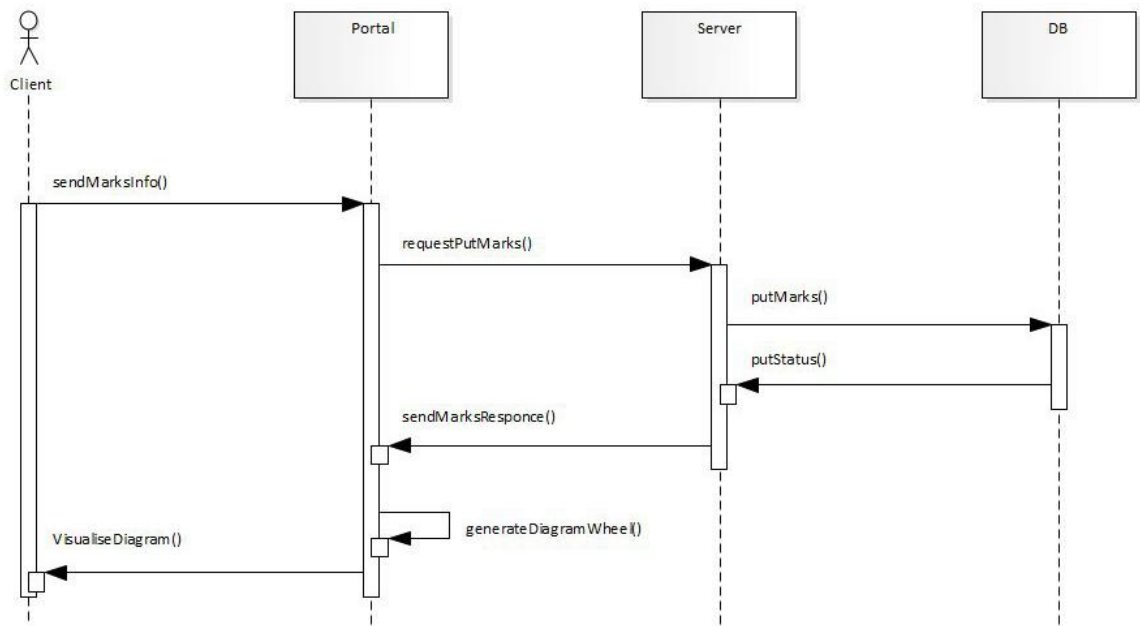 Portal
Server
DB
Client
sendMarksInfo()
requestPutMarks()
putMarks()
putStatus()
sendMarksResponce()
generateDiagramWheel()
VisualiseDiagram()